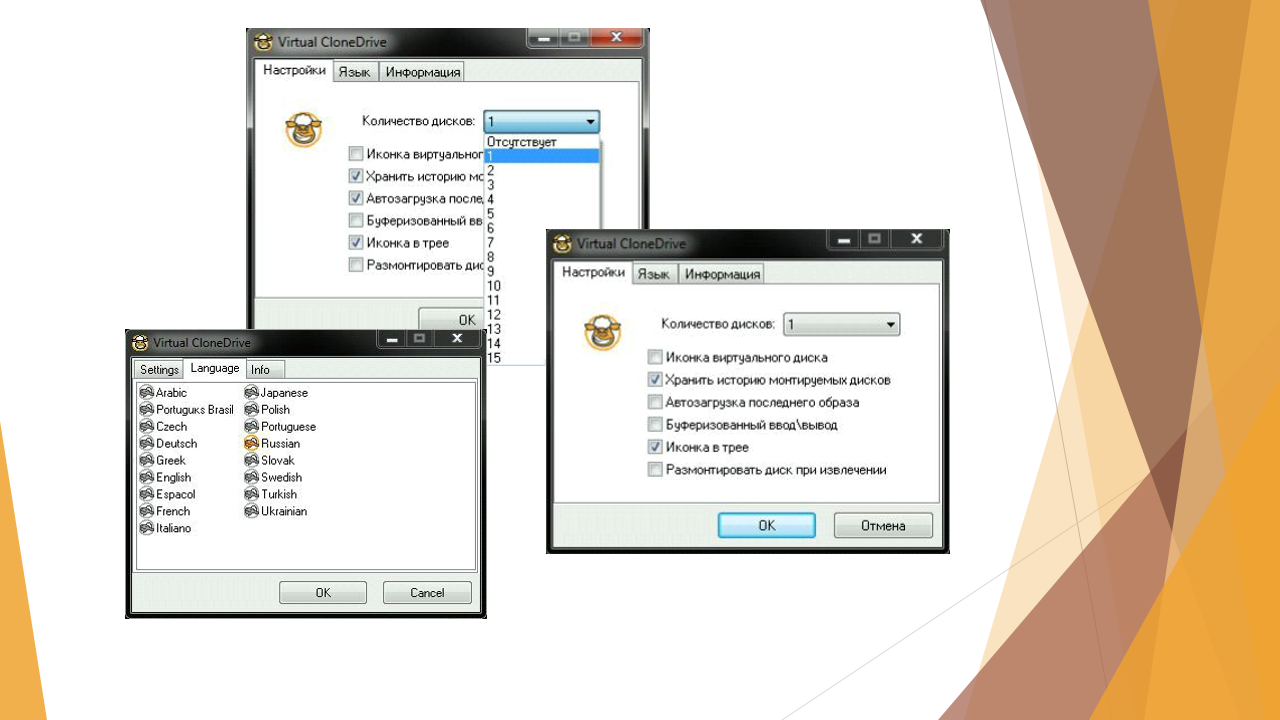 Virtual CloneDrive
Настройки Язык Информация
Количество дисков: 1
Отсутствует
1
2
3
4
5
6
7
8
9
10
11
12
13
14
15
Иконка виртуальног
Хранить историю мо
Автозагрузка после
Буферизованный вв
Иконка в трее
Размонтировать дис
OK
Virtual CloneDrive
Настройки Язык Информация
Количество дисков: 1
Иконка виртуального диска
Хранить историю монтируемых дисков
Автозагрузка последнего образа
Буферизованный ввод\вывод
Иконка в трее
Размонтировать диск при извлечении
OK Отмена
Virtual CloneDrive
Settings Language Info
Arabic Japanese
Portuguкs Brasil Polish
Czech Portuguese
Deutsch Russian
Greek Slovak
English Swedish
Espacol Turkish
French Ukrainian
Italiano
OK Cancel